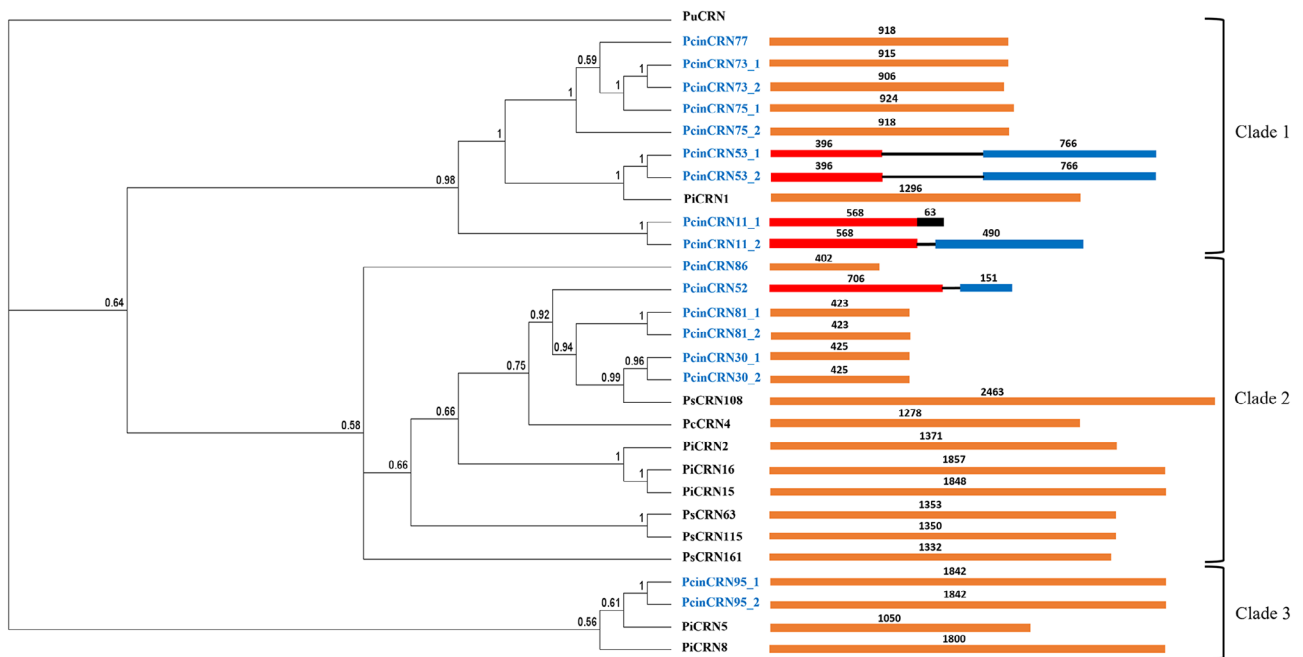 PuCRN
918
PcinCRN77
915
0.59
1
PcinCRN73_1
906
1
1
PcinCRN73_2
924
PcinCRN75_1
918
1
PcinCRN75_2
396 766
1
PcinCRN53_1
396 766
0.98
1
PcinCRN53_2
1296
PiCRN1
568 63
PcinCRN11_1
1
568 490
PcinCRN11_2
Clade 1
402
PcinCRN86
706 151
PcinCRN52
0.64
423
0.92
1
PcinCRN81_1
423
PcinCRN81_2
425
0.94
0.96
PcinCRN30_1
425
0.75
0.99
PcinCRN30_2
2463
PsCRN108
1278
0.66
PcCRN4
1371
0.58
PiCRN2
1857
1
PiCRN16
1848
0.66
1
PiCRN15
1353
PsCRN63
1350
1
PsCRN115
1332
PsCRN161
Clade 2
1842
PcinCRN95_1
1842
1
PcinCRN95_2
1050
0.61
PiCRN5
1800
0.56
PiCRN8
Clade 3